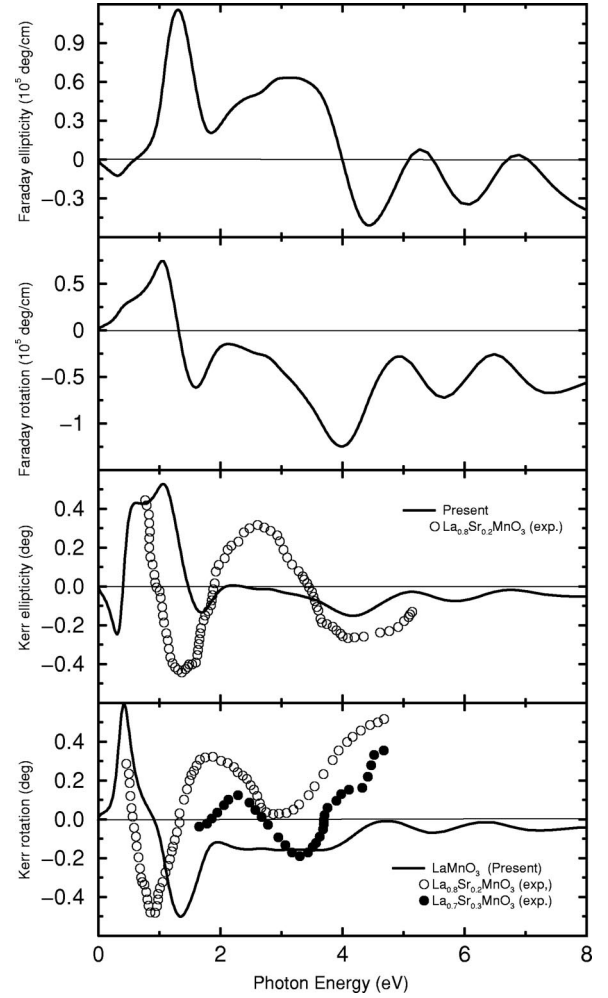 Faraday ellipticity (10⁵ deg/cm)
0.9
0.6
0.3
0
−0.3
Faraday rotation (10⁵ deg/cm)
0.5
0
−0.5
−1
Kerr ellipticity (deg)
0.4
0.2
0.0
−0.2
−0.4
Present
La₀.₈Sr₀.₂MnO₃ (exp.)
Kerr rotation (deg)
0.4
0.2
0.0
−0.2
−0.4
LaMnO₃ (Present)
La₀.₈Sr₀.₂MnO₃ (exp,)
La₀.₇Sr₀.₃MnO₃ (exp.)
0 2 4 6 8
Photon Energy (eV)